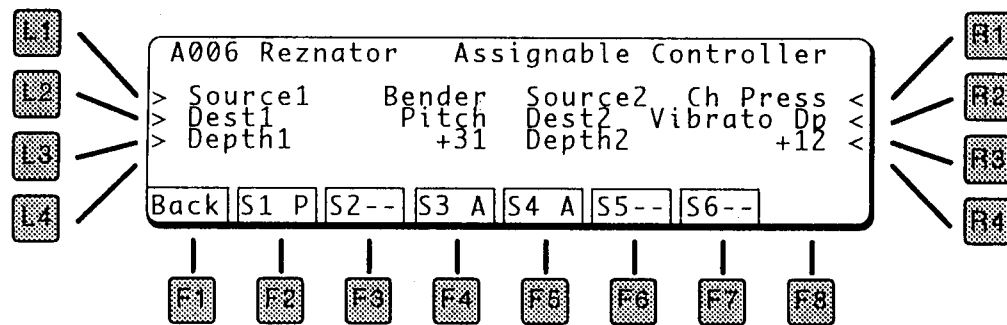 L1
L2
L3
L4
A006 Reznator Assignable Controller
> Source1 Bender Source2 Ch Press <
> Dest1 Pitch Dest2 Vibrato Dp <
> Depth1 +31 Depth2 +12 <
Back S1 P S2-- S3 A S4 A S5-- S6--
R1
R2
R3
R4
F1 F2 F3 F4 F5 F6 F7 F8